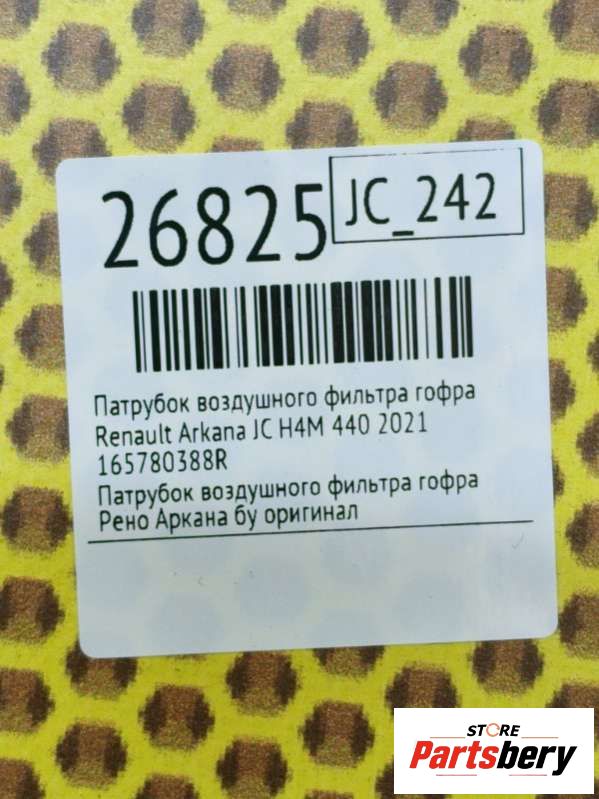 26825
JC_242
Патрубок воздушного фильтра гофра
Renault Arkana JC H4M 440 2021
165780388R
Патрубок воздушного фильтра гофра
Рено Аркана бу оригинал
STORE
Partsbery